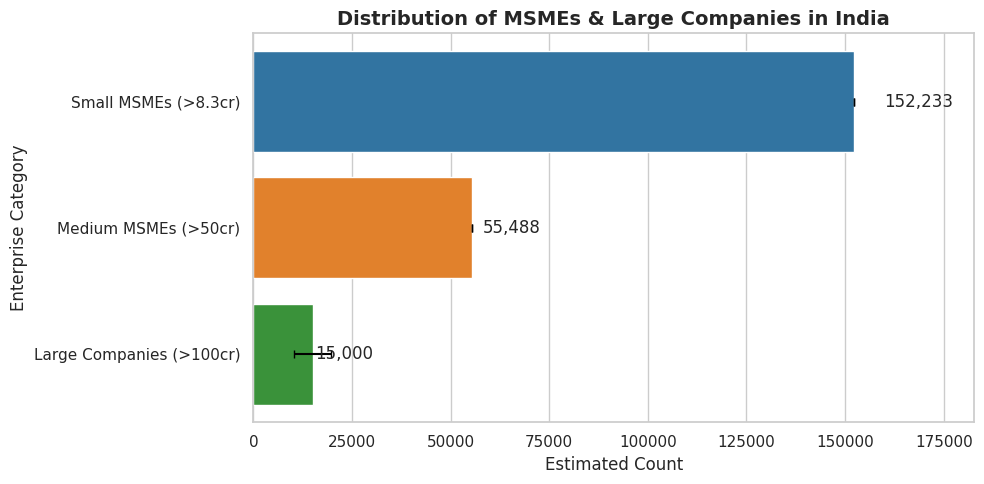 Distribution of MSMEs & Large Companies in India
Enterprise Category
Small MSMEs (>8.3cr)
152,233
Medium MSMEs (>50cr)
55,488
Large Companies (>100cr)
15,000
0 25000 50000 75000 100000 125000 150000 175000
Estimated Count